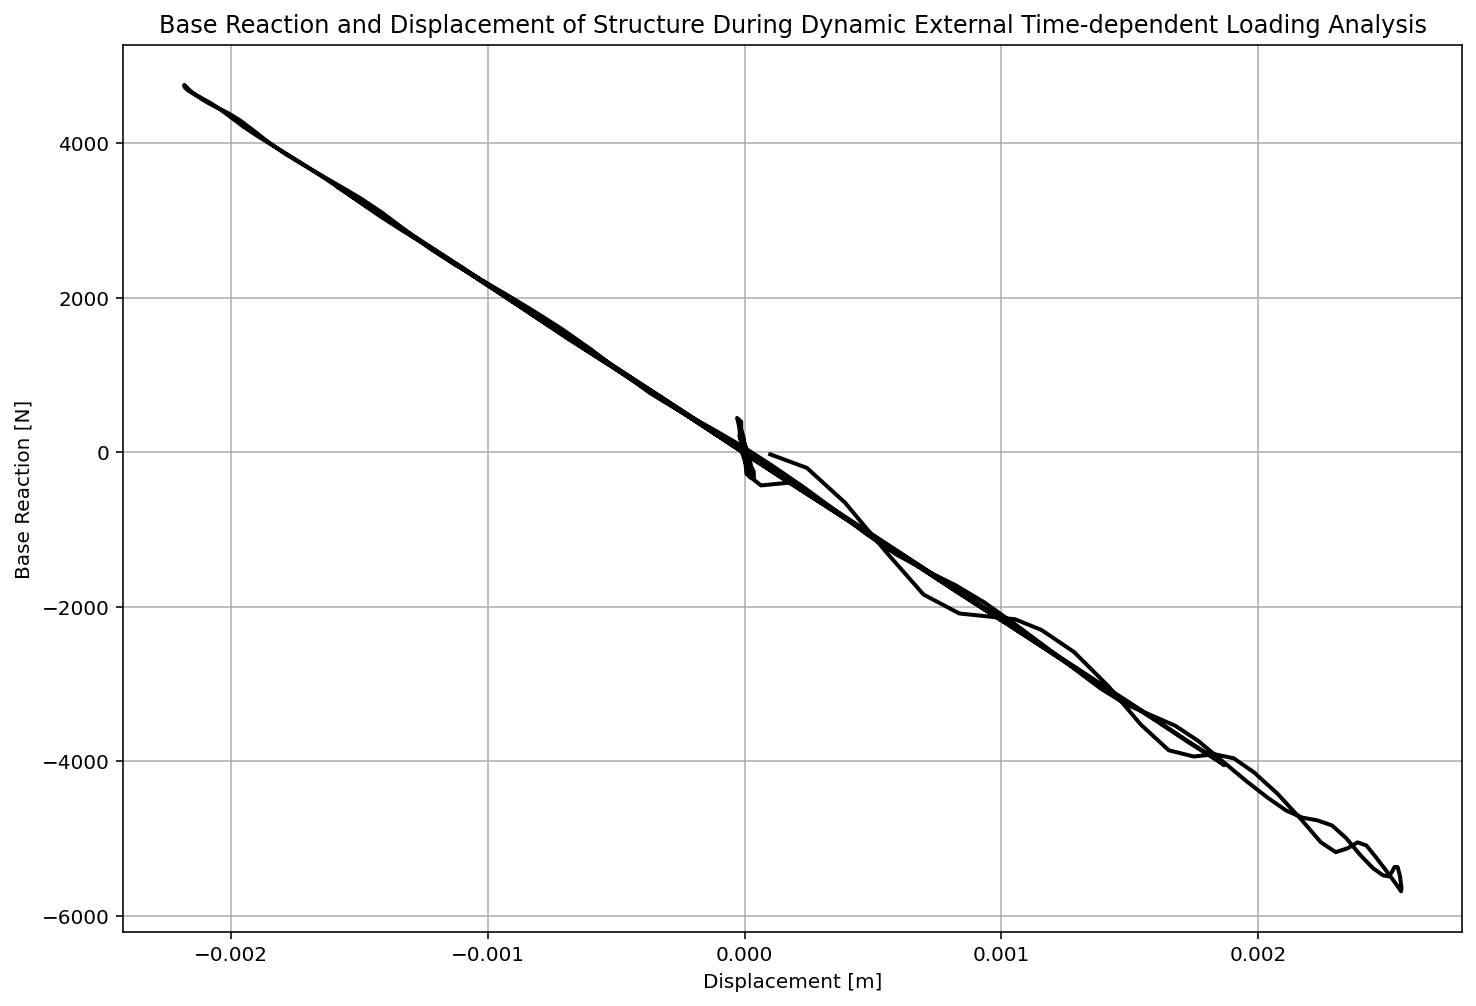 Base Reaction and Displacement of Structure During Dynamic External Time-dependent Loading Analysis
Base Reaction [N]
4000
2000
0
−2000
−4000
−6000
−0.002 −0.001 0.000 0.001 0.002
Displacement [m]